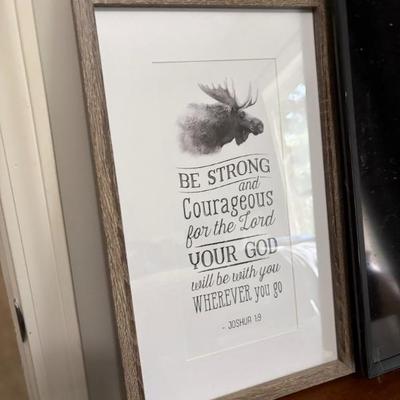 BE STRONG
and
Courageous
for the Lord
YOUR GOD
will be with you
WHEREVER you go
- JOSHUA 1:9